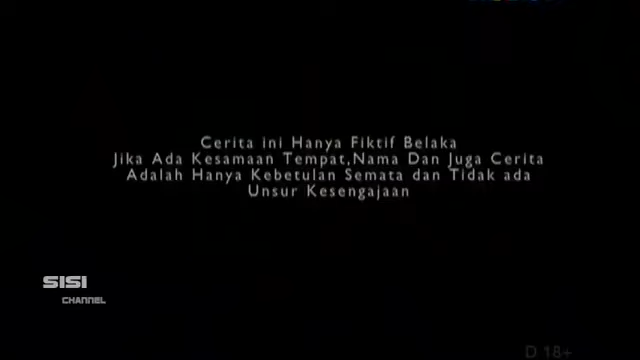 Cerita ini Hanya Fiktif Belaka
Jika Ada Kesamaan Tempat,Nama Dan Juga Cerita
Adalah Hanya Kebetulan Semata dan Tidak ada
Unsur Kesengajaan
SISI
CHANNEL
D 18+